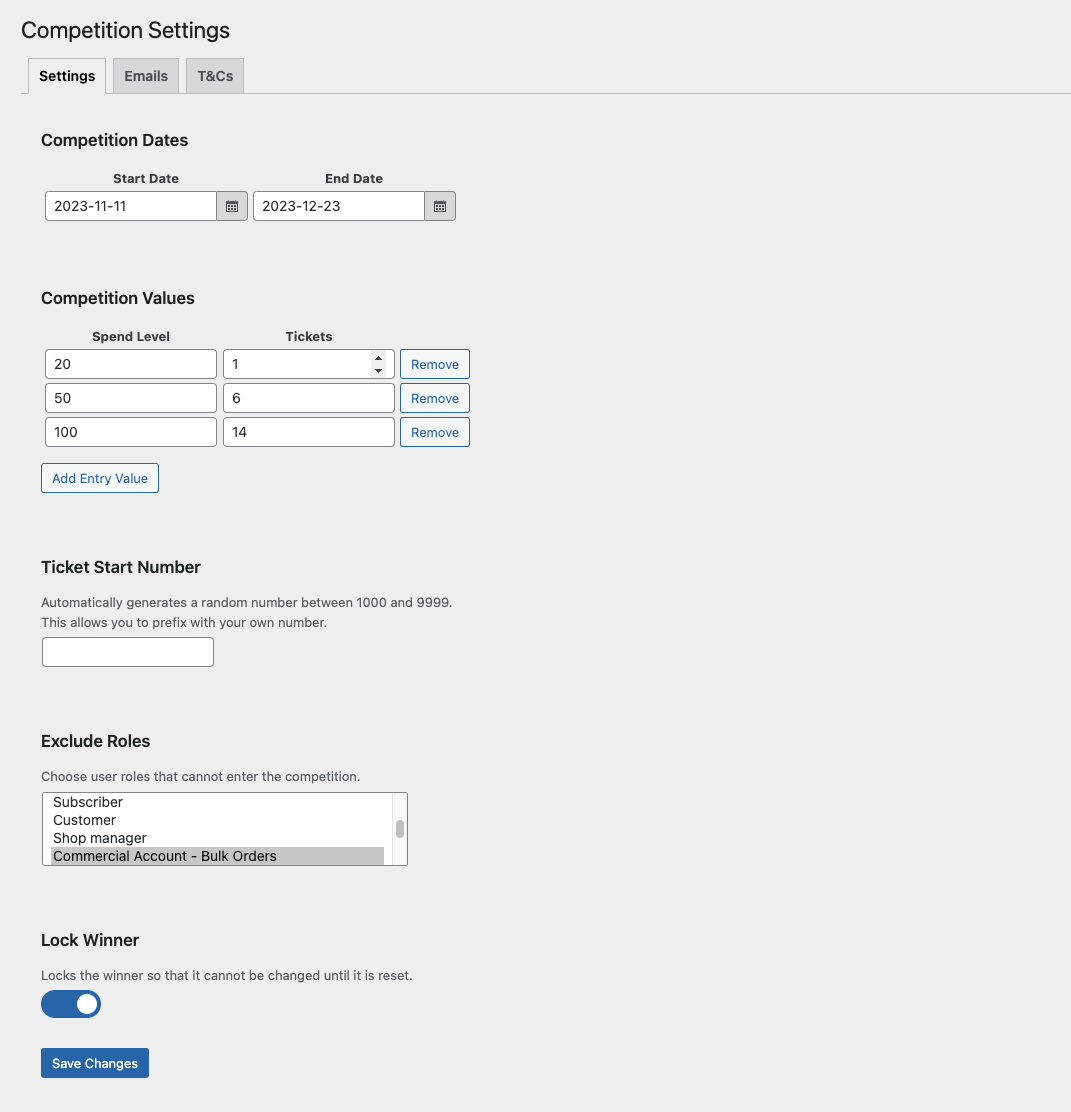 Competition Settings
Settings Emails T&Cs
Competition Dates
Start Date End Date
2023-11-11 2023-12-23
Competition Values
Spend Level Tickets
20 1 Remove
50 6 Remove
100 14 Remove
Add Entry Value
Ticket Start Number
Automatically generates a random number between 1000 and 9999.
This allows you to prefix with your own number.
Exclude Roles
Choose user roles that cannot enter the competition.
Subscriber
Customer
Shop manager
Commercial Account - Bulk Orders
Lock Winner
Locks the winner so that it cannot be changed until it is reset.
Save Changes